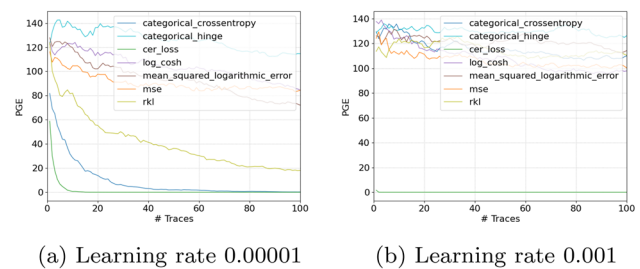 140
120
100
80
60
40
20
0
PGE
categorical_crossentropy
categorical_hinge
cer_loss
log_cosh
mean_squared_logarithmic_error
mse
rkl
0 20 40 60 80 100
# Traces
(a) Learning rate 0.00001
140
120
100
80
60
40
20
0
PGE
categorical_crossentropy
categorical_hinge
cer_loss
log_cosh
mean_squared_logarithmic_error
mse
rkl
0 20 40 60 80 100
# Traces
(b) Learning rate 0.001